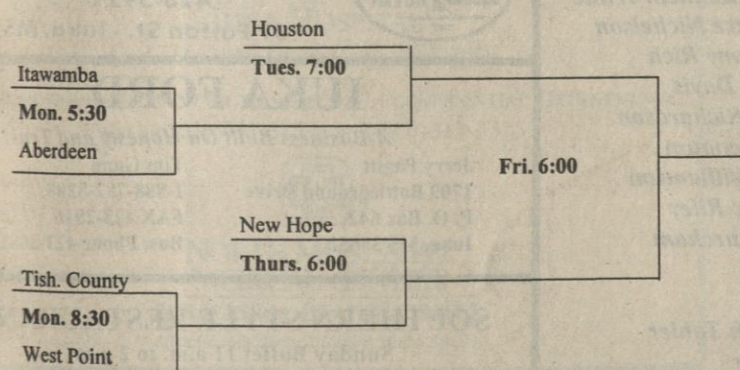 Houston
Tues. 7:00
Itawamba
Mon. 5:30
Aberdeen
Fri. 6:00
New Hope
Thurs. 6:00
Tish. County
Mon. 8:30
West Point